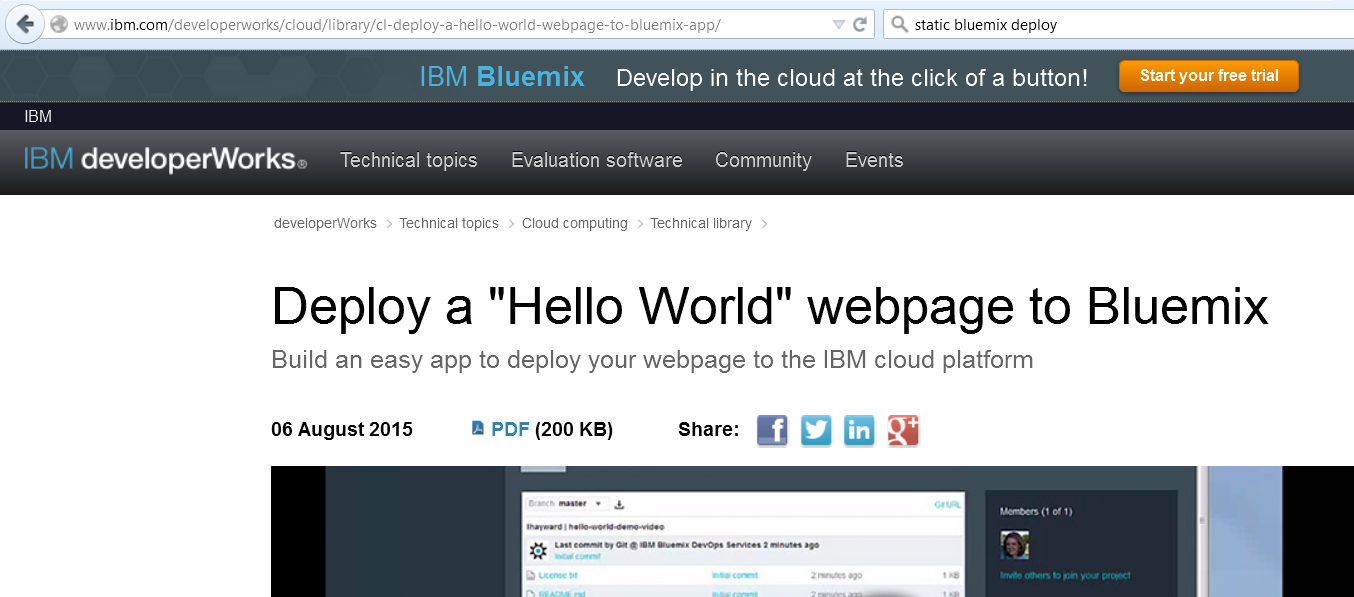 www.ibm.com/developerworks/cloud/library/cl-deploy-a-hello-world-webpage-to-bluemix-app/
static bluemix deploy
IBM Bluemix Develop in the cloud at the click of a button! Start your free trial
IBM
IBM developerWorks® Technical topics Evaluation software Community Events
developerWorks > Technical topics > Cloud computing > Technical library >
Deploy a "Hello World" webpage to Bluemix
Build an easy app to deploy your webpage to the IBM cloud platform
06 August 2015 PDF (200 KB) Share:
Branch: master
Git URL
lhayward | hello-world-demo-video
Last commit by Git @ IBM Bluemix DevOps Services 2 minutes ago
Initial commit
License.txt Initial commit 2 minutes ago 1 KB
README.md Initial commit 2 minutes ago 1 KB
Members (1 of 1)
Invite others to join your project